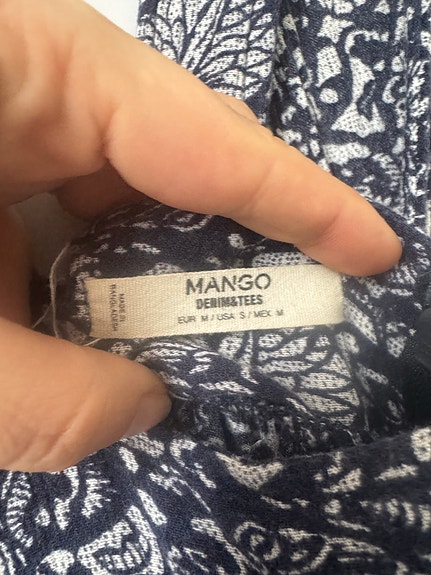 MANGO
DENIM&TEES
EUR M / USA S / MEX M
MADE IN
BANGLADESH